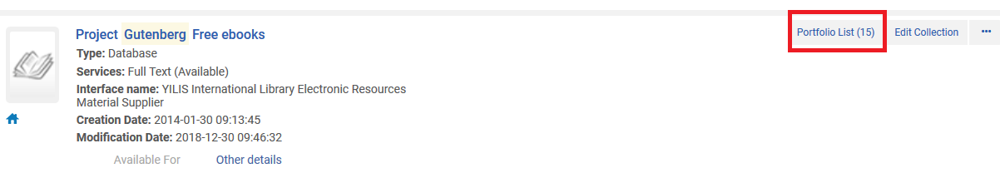 Project Gutenberg Free ebooks
Portfolio List (15)
Edit Collection
Type: Database
Services: Full Text (Available)
Interface name: YILIS International Library Electronic Resources
Material Supplier
Creation Date: 2014-01-30 09:13:45
Modification Date: 2018-12-30 09:46:32
Available For
Other details